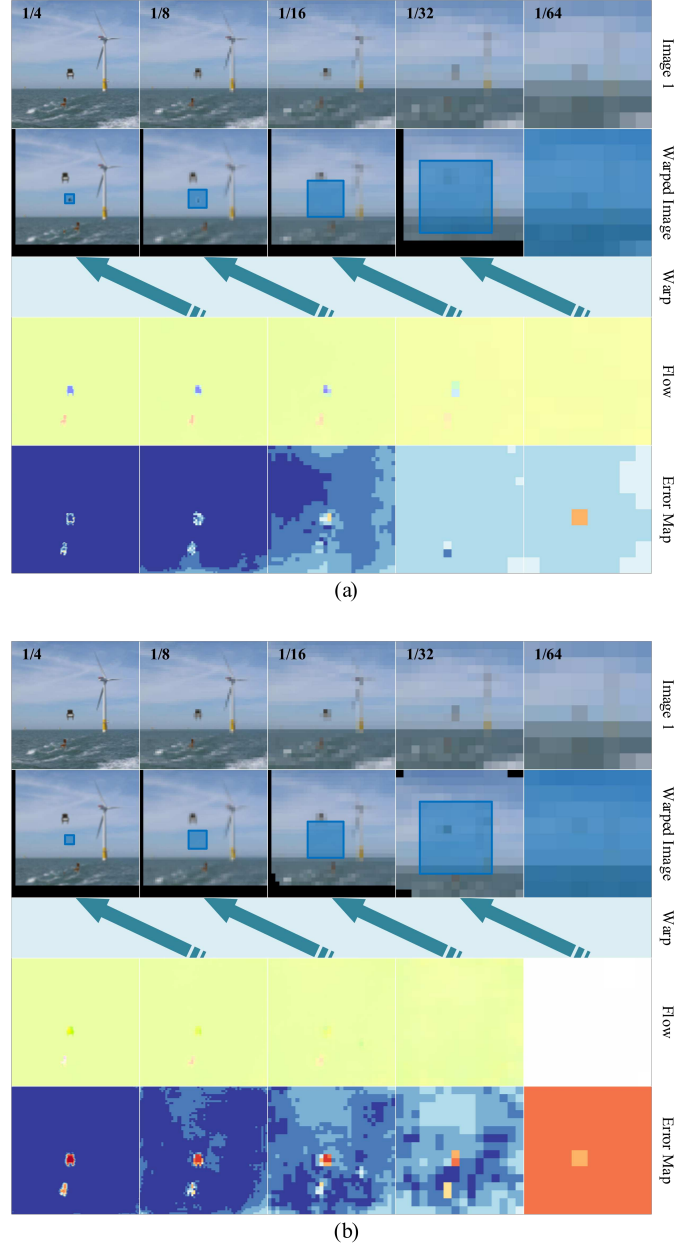 1/4 1/8 1/16 1/32 1/64
Image 1
Warped Image
Warp
Flow
Error Map
(a)
1/4 1/8 1/16 1/32 1/64
Image 1
Warped Image
Warp
Flow
Error Map
(b)